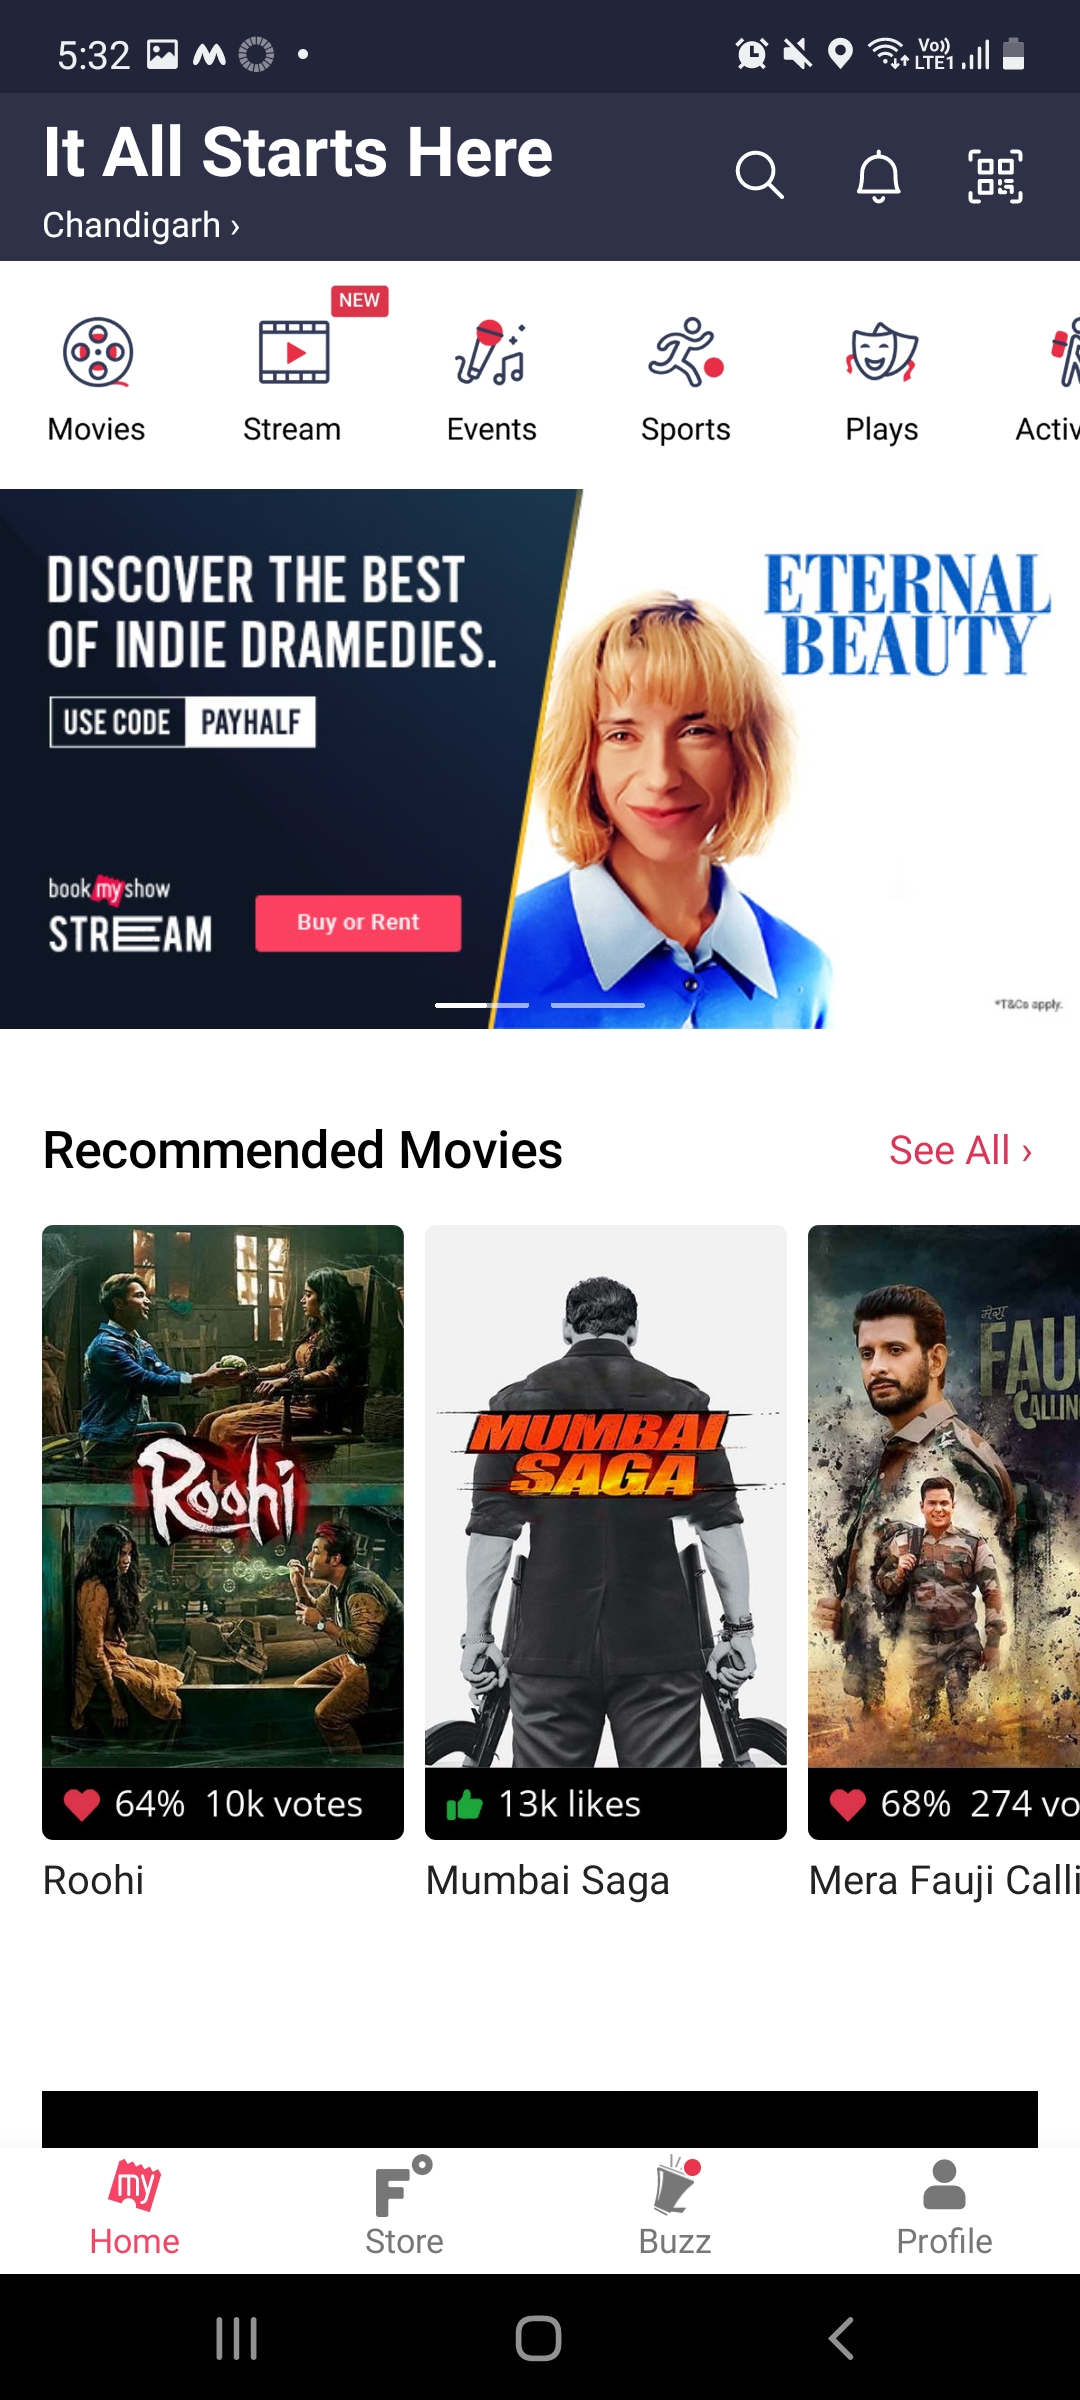 5:32
Vo))
LTE1
It All Starts Here
Chandigarh ›
NEW
Movies
Stream
Events
Sports
Plays
Activ
DISCOVER THE BEST
OF INDIE DRAMEDIES.
USE CODE PAYHALF
ETERNAL
BEAUTY
book my show
STREAM
Buy or Rent
*T&Cs apply.
Recommended Movies
See All ›
Roohi
MUMBAI
SAGA
मेरा
FAU
CALLIN
64% 10k votes
13k likes
68% 274 vo
Roohi
Mumbai Saga
Mera Fauji Calli
my
Home
F
Store
Buzz
Profile